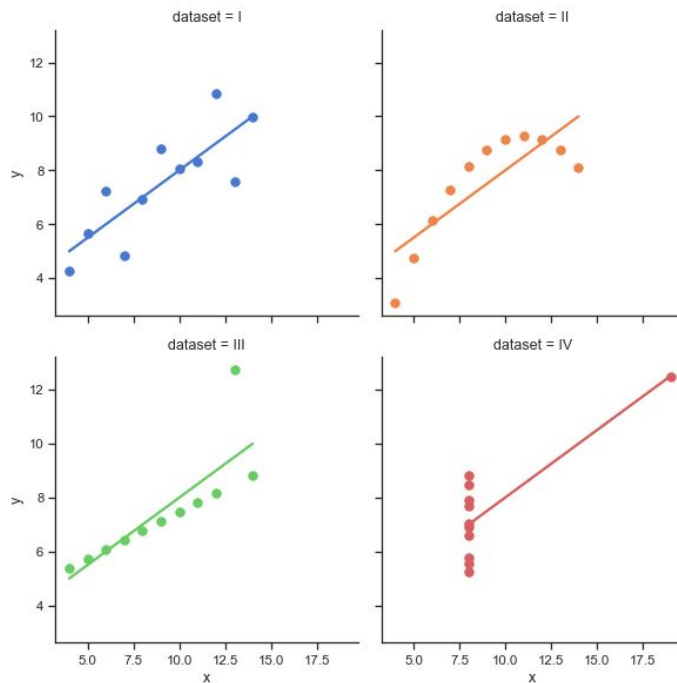 dataset = I
dataset = II
12
10
8
6
4
y
dataset = III
dataset = IV
12
10
8
6
4
y
5.0 7.5 10.0 12.5 15.0 17.5
5.0 7.5 10.0 12.5 15.0 17.5
x
x